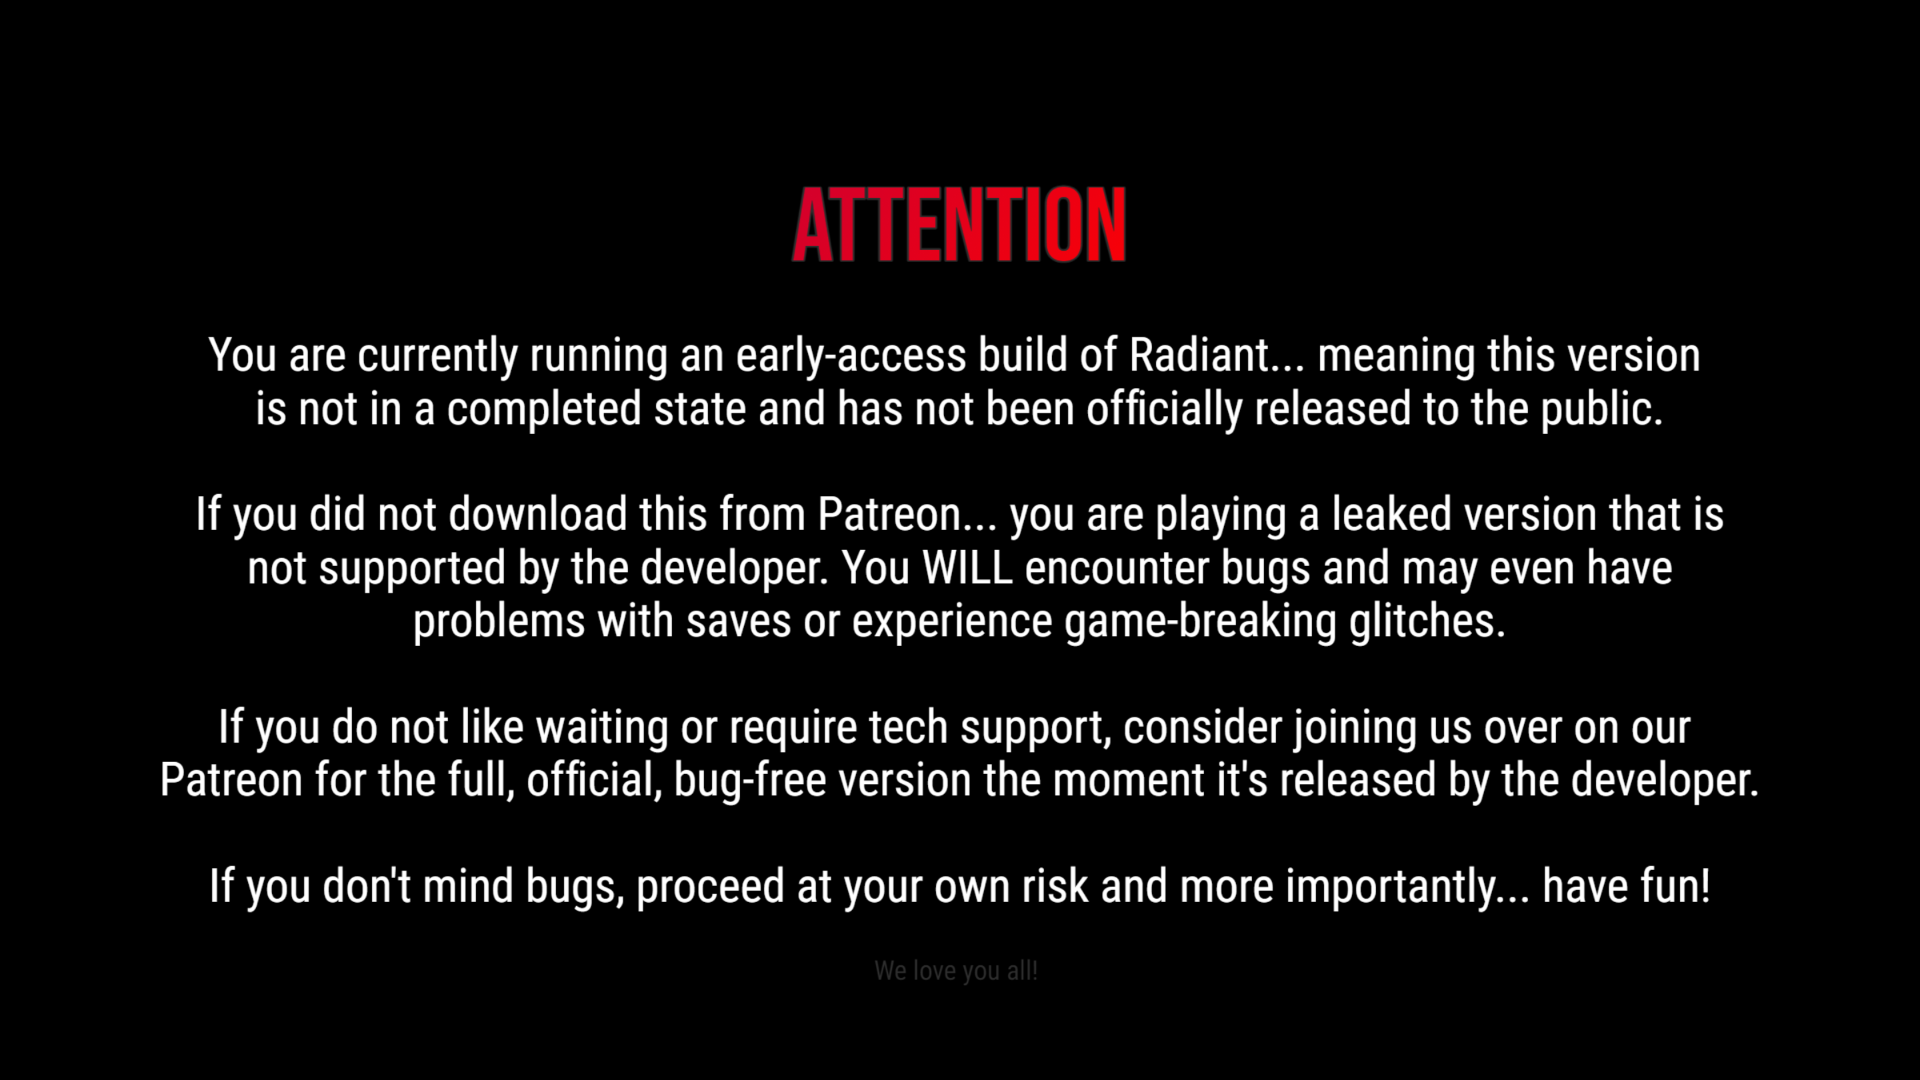 ATTENTION
You are currently running an early-access build of Radiant... meaning this version
is not in a completed state and has not been officially released to the public.
If you did not download this from Patreon... you are playing a leaked version that is
not supported by the developer. You WILL encounter bugs and may even have
problems with saves or experience game-breaking glitches.
If you do not like waiting or require tech support, consider joining us over on our
Patreon for the full, official, bug-free version the moment it's released by the developer.
If you don't mind bugs, proceed at your own risk and more importantly... have fun!
We love you all!